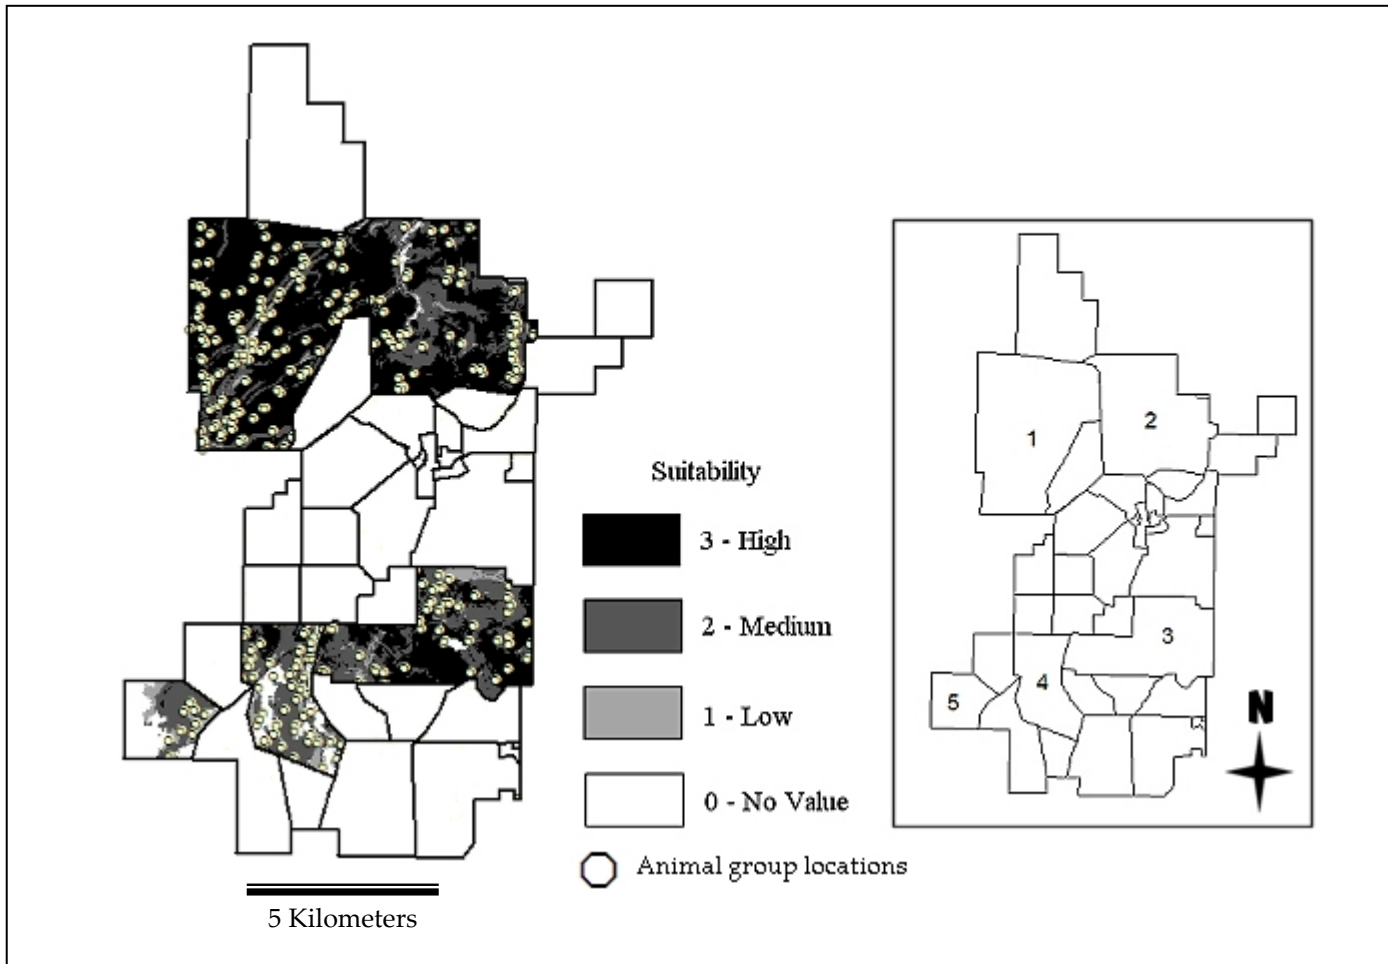 Suitability
3 - High
2 - Medium
1 - Low
0 - No Value
Animal group locations
5 Kilometers
1
2
3
4
5
N